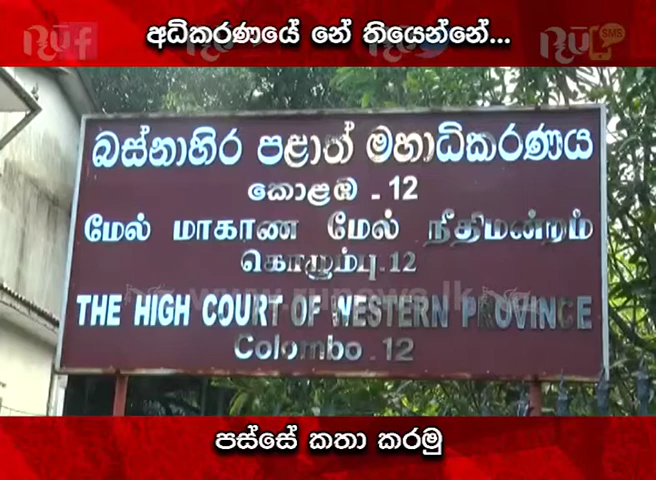 අධිකරණයේ නේ තියෙන්නේ...
බස්නාහිර පළාත් මහාධිකරණය
කොළඹ - 12
மேல் மாகாண மேல் நீதிமன்றம்
கொழும்பு - 12
THE HIGH COURT OF WESTERN PROVINCE
Colombo - 12
පස්සේ කතා කරමු